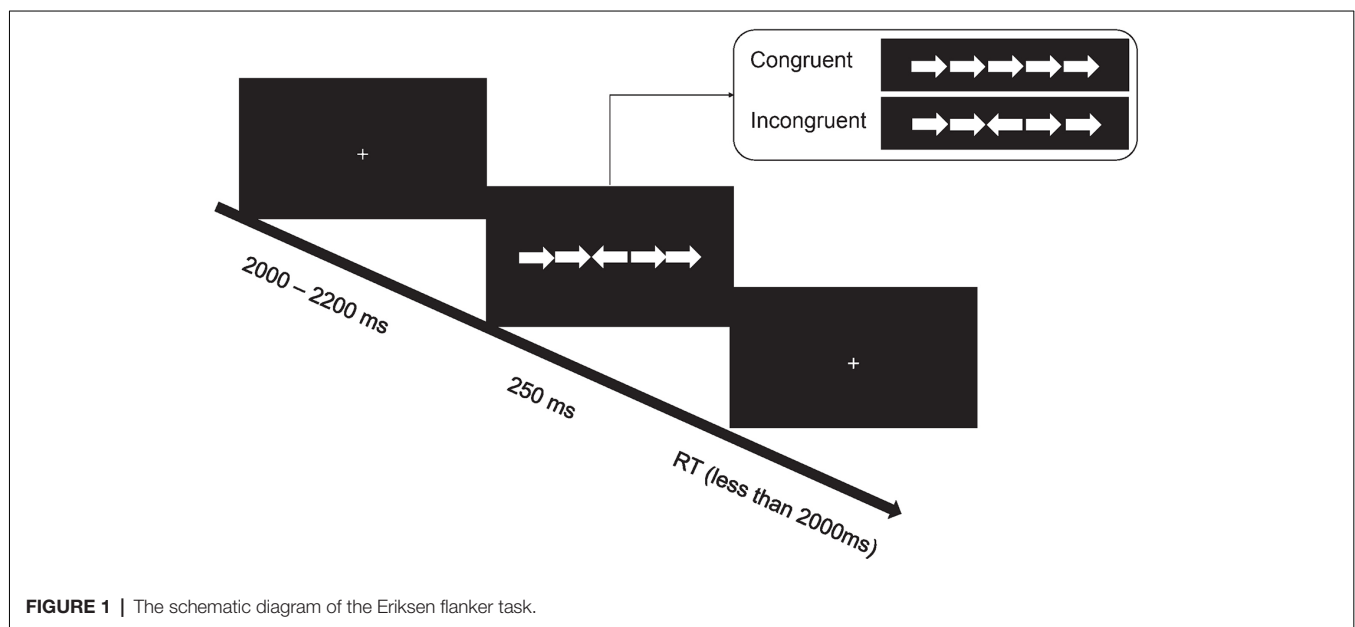 Congruent
Incongruent
+
2000 – 2200 ms
250 ms
+
RT (less than 2000ms)
FIGURE 1 | The schematic diagram of the Eriksen flanker task.